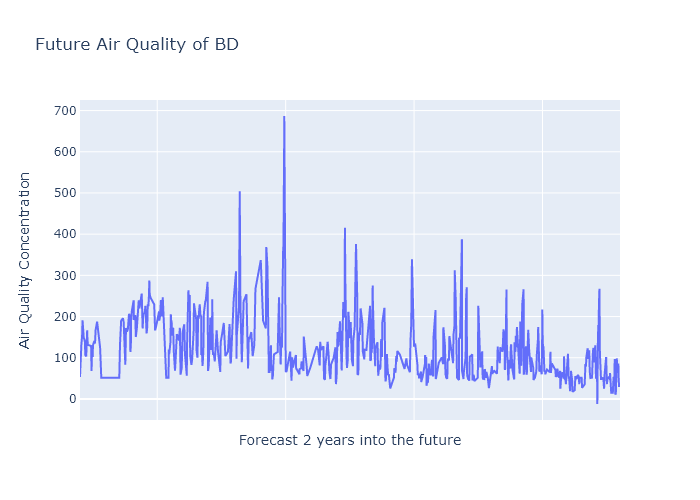 Future Air Quality of BD
700
600
500
400
300
200
100
0
Air Quality Concentration
Forecast 2 years into the future